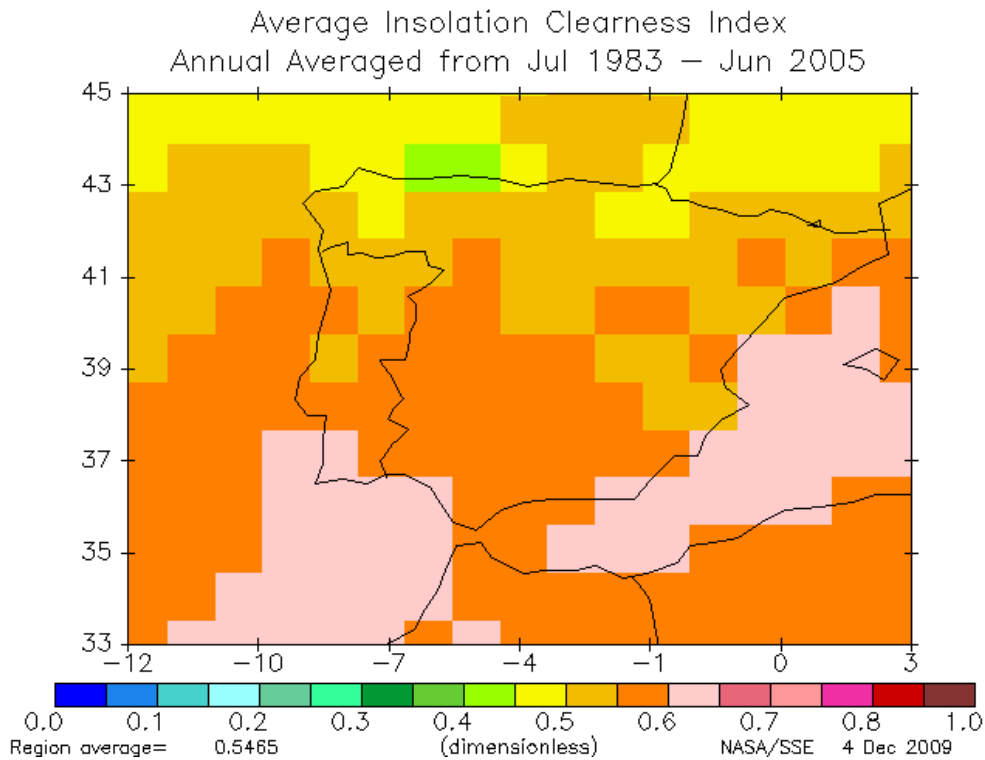 Average Insolation Clearness Index
Annual Averaged from Jul 1983 – Jun 2005
45
43
41
39
37
35
33
−12 −10 −7 −4 −1 0 3
0.0 0.1 0.2 0.3 0.4 0.5 0.6 0.7 0.8 1.0
Region average= 0.5465 (dimensionless) NASA/SSE 4 Dec 2009